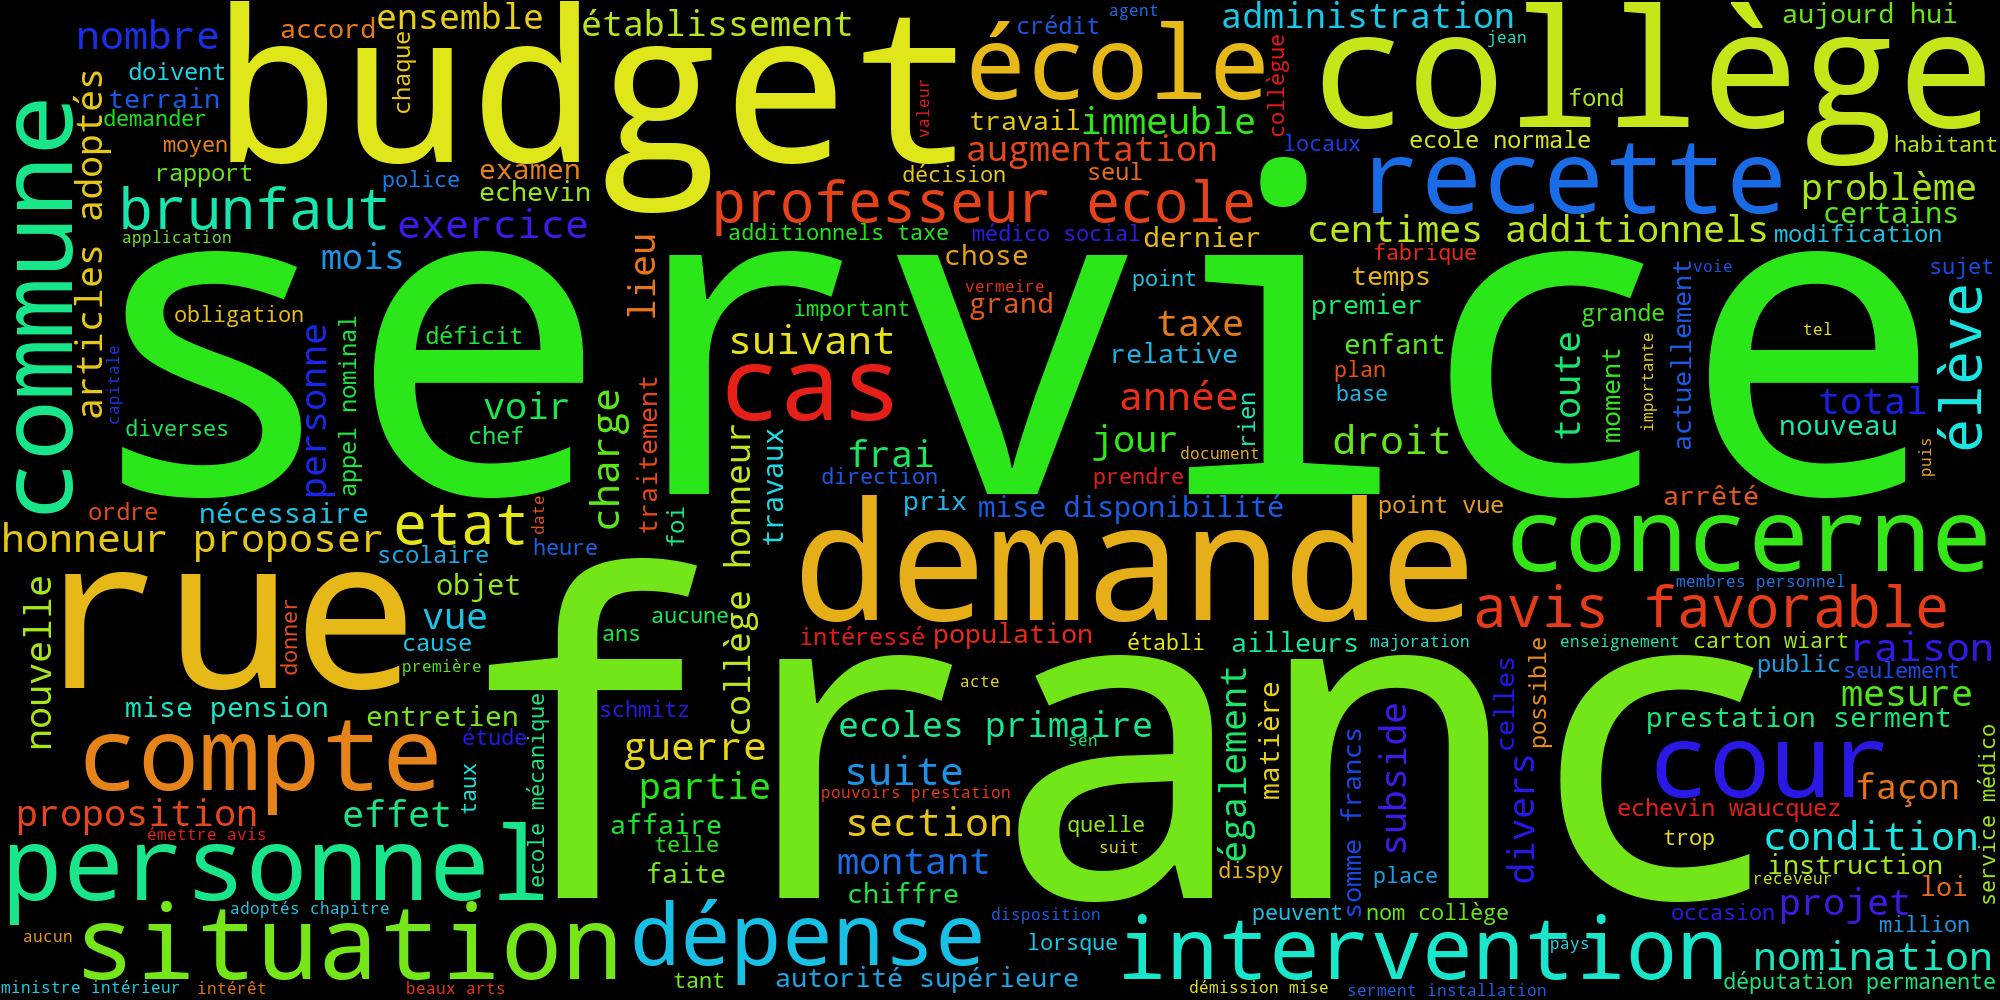 budget
collège
école
service
franc
demande
rue
recette
commune
concerne
personnel
situation
dépense
intervention
compte
cour
cas
etat
brunfaut
professeur ecole
avis favorable
élève
nombre
accord
ensemble
établissement
crédit
agent
administration
aujourd hui
jean
doivent
chaque
collègue
fond
terrain
articles adoptés
demander
valeur
travail
immeuble
moyen
augmentation
locaux
ecole normale
habitant
rapport
police
examen
echevin
décision
seul
problème
certains
exercice
application
additionnels taxe
médico social
dernier
centimes additionnels
modification
mois
lieu
chose
fabrique
voie
sujet
obligation
important
vermeire
grand
point
temps
premier
actuellement
grande
déficit
suivant
taxe
relative
enfant
toute
moment
importante
tel
capitale
personne
appel nominal
plan
base
diverses
voir
chef
charge
traitement
année
rien
total
nouveau
frai
jour
document
droit
puis
direction
prendre
ordre
nécessaire
date
foi
travaux
collège honneur
prix
mise disponibilité
point vue
arrêté
honneur proposer
scolaire
heure
nouvelle
objet
vue
cause
première
donner
ans
aucune
intéressé
population
établi
ailleurs
majoration
membres personnel
enseignement
carton wiart
raison
public
seulement
acte
mise pension
entretien
étude
ecole mécanique
schmitz
ecoles primaire
sen
également
matière
celles
possible
mesure
prestation serment
guerre
partie
suite
pouvoirs prestation
taux
proposition
émettre avis
effet
affaire
telle
faite
section
montant
chiffre
quelle
suit
dispy
somme francs
subside
place
divers
façon
echevin waucquez
trop
condition
instruction
receveur
loi
service médico
adoptés chapitre
disposition
peuvent
nom collège
occasion
projet
million
aucun
lorsque
pays
nomination
ministre intérieur
intérêt
beaux arts
tant
autorité supérieure
démission mise
serment installation
députation permanente